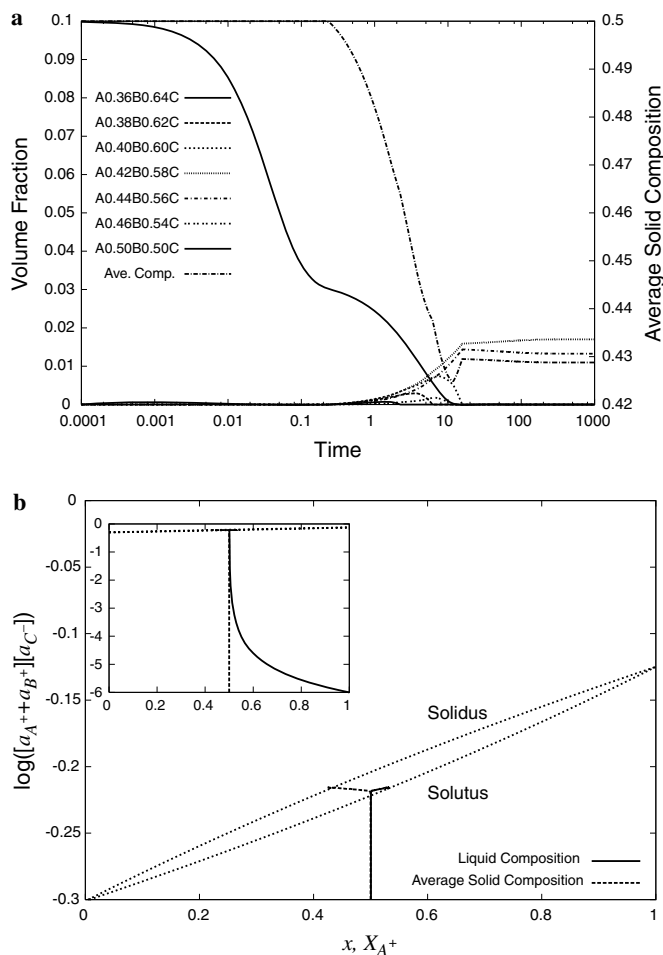 a
0.1
0.09
0.08
0.07
0.06
0.05
0.04
0.03
0.02
0.01
0
Volume Fraction
A0.36B0.64C
A0.38B0.62C
A0.40B0.60C
A0.42B0.58C
A0.44B0.56C
A0.46B0.54C
A0.50B0.50C
Ave. Comp.
0.5
0.49
0.48
0.47
0.46
0.45
0.44
0.43
0.42
Average Solid Composition
0.0001 0.001 0.01 0.1 1 10 100 1000
Time
b
0
-0.05
-0.1
-0.15
-0.2
-0.25
-0.3
log([a_A⁺+a_B⁺][a_C⁻])
0
-1
-2
-3
-4
-5
-6
0 0.2 0.4 0.6 0.8 1
Solidus
Solutus
Liquid Composition
Average Solid Composition
0 0.2 0.4 0.6 0.8 1
x, X_A⁺